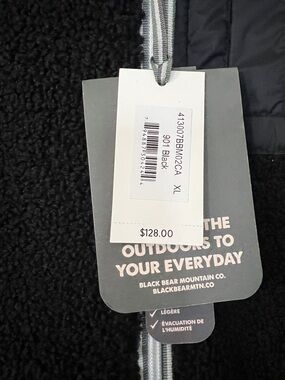 413007BBM02CA XL
901 Black
$128.00
THE
OUTDOORS TO
YOUR EVERYDAY
BLACK BEAR MOUNTAIN CO.
BLACKBEARMTN.CO
LÉGÈRE
ÉVACUATION DE
L'HUMIDITÉ